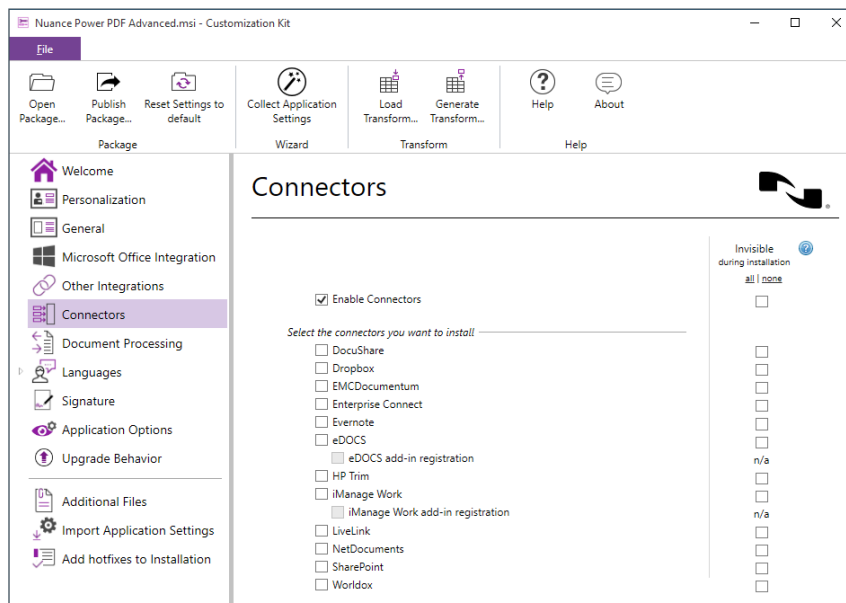 Nuance Power PDF Advanced.msi - Customization Kit
File
Open Package...
Publish Package...
Reset Settings to default
Package
Collect Application Settings
Wizard
Load Transform...
Generate Transform...
Transform
Help
About
Help
Welcome
Personalization
General
Microsoft Office Integration
Other Integrations
Connectors
Document Processing
Languages
Signature
Application Options
Upgrade Behavior
Additional Files
Import Application Settings
Add hotfixes to Installation
Connectors
Invisible
during installation
all | none
Enable Connectors
Select the connectors you want to install
DocuShare
Dropbox
EMCDocumentum
Enterprise Connect
Evernote
eDOCS
eDOCS add-in registration n/a
HP Trim
iManage Work
iManage Work add-in registration n/a
LiveLink
NetDocuments
SharePoint
Worldox